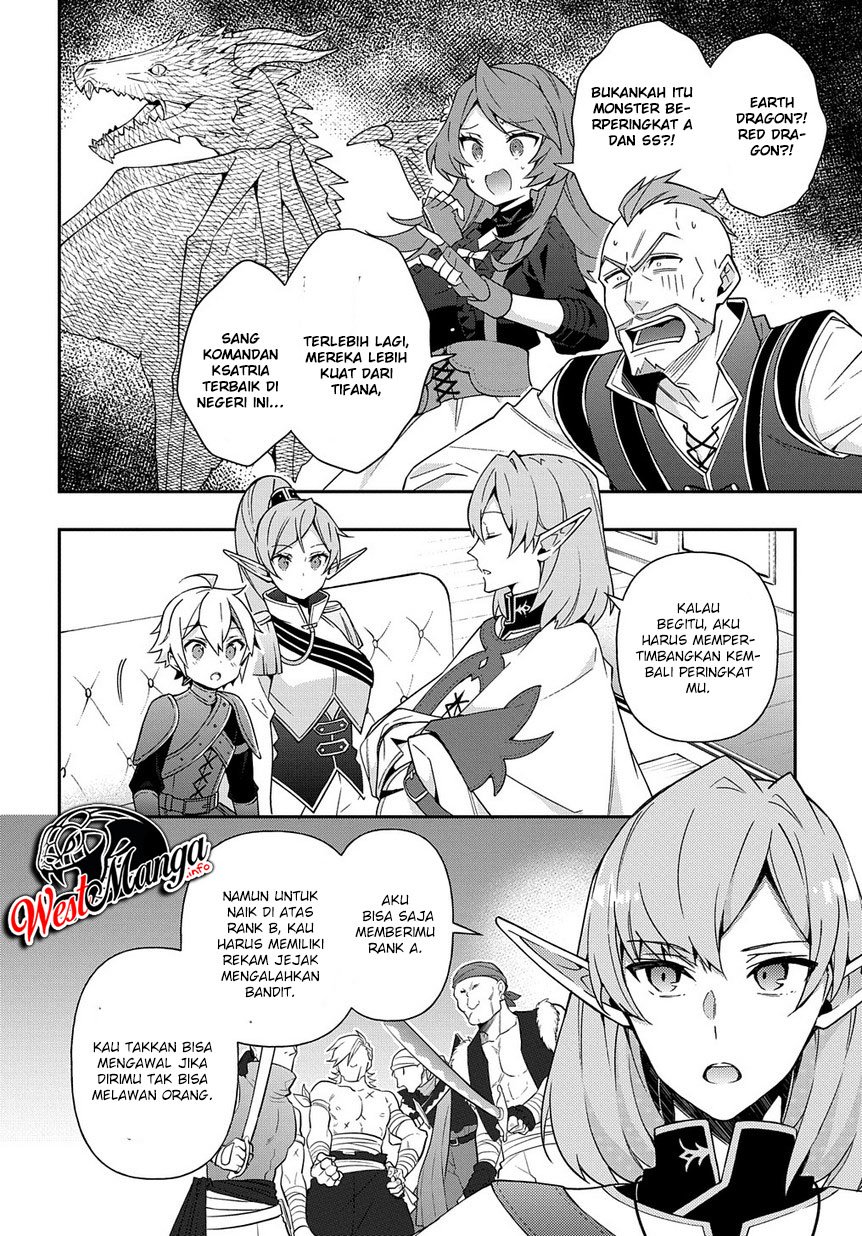 EARTH
DRAGON?!
RED DRA-
GON?!
BUKANKAH ITU
MONSTER BE-
RPERINGKAT A
DAN SS?!
TERLEBIH LAGI,
MEREKA LEBIH
KUAT DARI
TIFANA,
SANG
KOMANDAN
KSATRIA
TERBAIK DI
NEGERI INI...
KALAU
BEGITU, AKU
HARUS MEMPER-
TIMBANGKAN KEM-
BALI PERINGKAT
MU.
AKU
BISA SAJA
MEMBERIMU
RANK A.
NAMUN UNTUK
NAIK DI ATAS
RANK B, KAU
HARUS MEMILIKI
REKAM JEJAK
MENGALAHKAN
BANDIT.
KAU TAKKAN BISA
MENGAWAL JIKA
DIRIMU TAK BISA
MELAWAN ORANG.
WestManga
.info